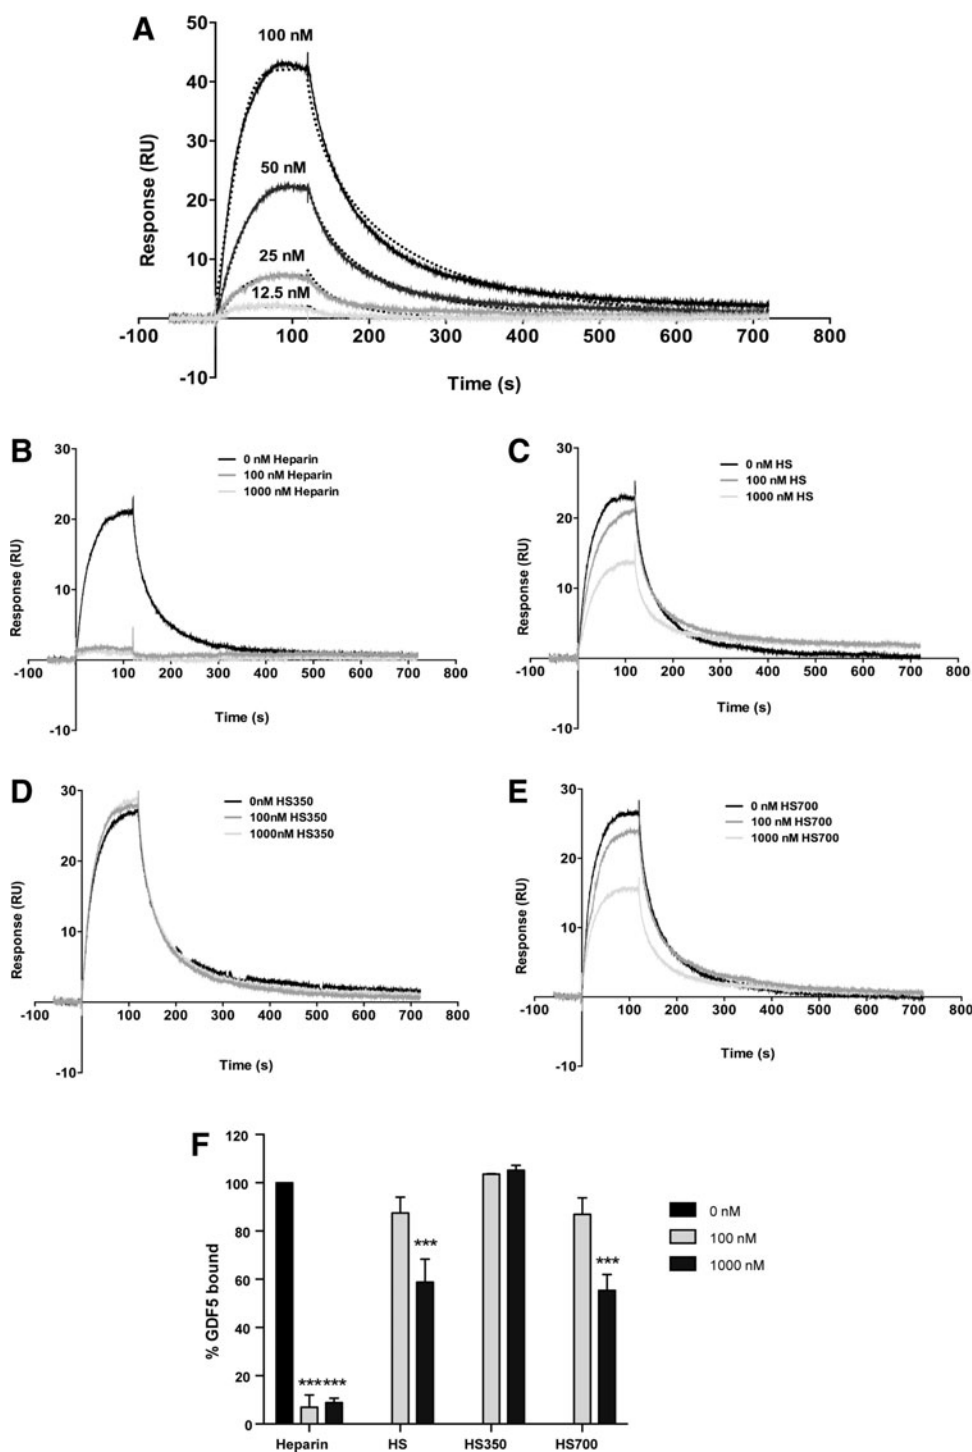 A
100 nM
50 nM
25 nM
12.5 nM
Response (RU)
50
40
30
20
10
-10
-100
100
200
300
400
500
600
700
800
Time (s)
B
0 nM Heparin
100 nM Heparin
1000 nM Heparin
Response (RU)
30
20
10
-10
-100
100
200
300
400
500
600
700
800
Time (s)
C
0 nM HS
100 nM HS
1000 nM HS
Response (RU)
30
20
10
-10
-100
100
200
300
400
500
600
700
800
Time (s)
D
0nM HS350
100nM HS350
1000nM HS350
Response (RU)
30
20
10
-10
-100
100
200
300
400
500
600
700
800
Time (s)
E
0 nM HS700
100 nM HS700
1000 nM HS700
Response (RU)
30
20
10
-10
-100
100
200
300
400
500
600
700
800
Time (s)
F
% GDF5 bound
120
100
80
60
40
20
0
******
***
***
Heparin
HS
HS350
HS700
0 nM
100 nM
1000 nM